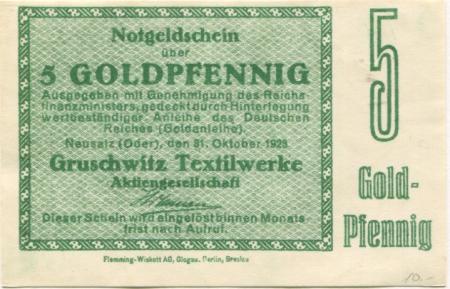 Notgeldschein
über
5 GOLDPFENNIG
Ausgegeben mit Genehmigung des Reichs-
finanzministers, gedeckt durch Hinterlegung
wertbeständiger Anleihe des Deutschen
Reiches (Goldanleihe).
Neusalz (Oder), den 31. Oktober 1923
Gruschwitz Textilwerke
Aktiengesellschaft
Dieser Schein wird eingelöst binnen Monats
frist nach Aufruf.
Flemming-Wiskott AG, Glogau, Berlin, Breslau
5
Gold-
Pfennig
10.-